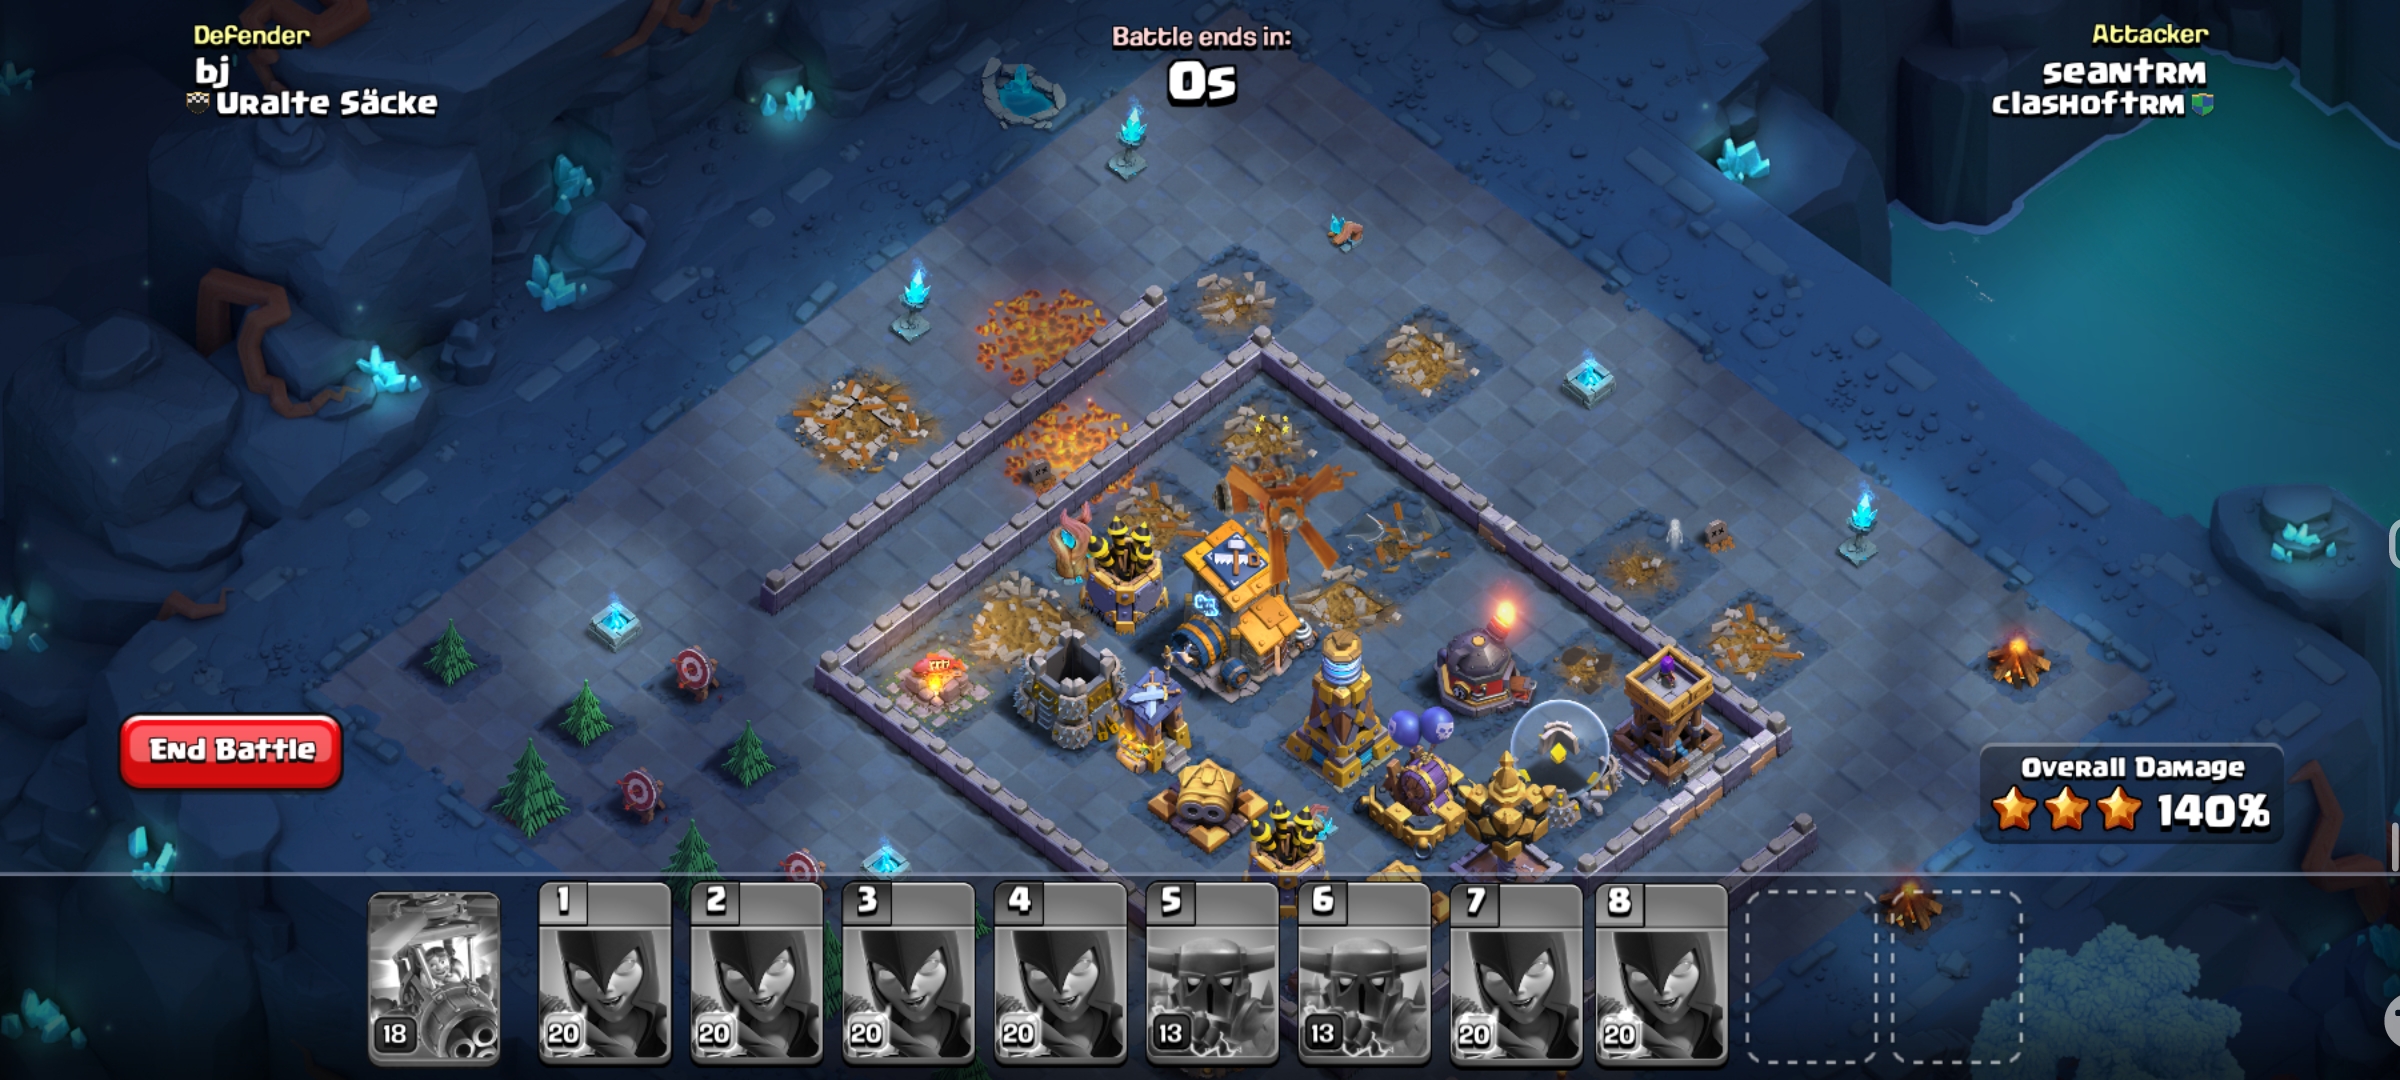 Defender
bj
Uralte Säcke
Battle ends in:
0s
Attacker
seantRM
clashoftRM
End Battle
Overall Damage
140%
1
2
3
4
5
6
7
8
18
20
20
20
20
13
13
20
20